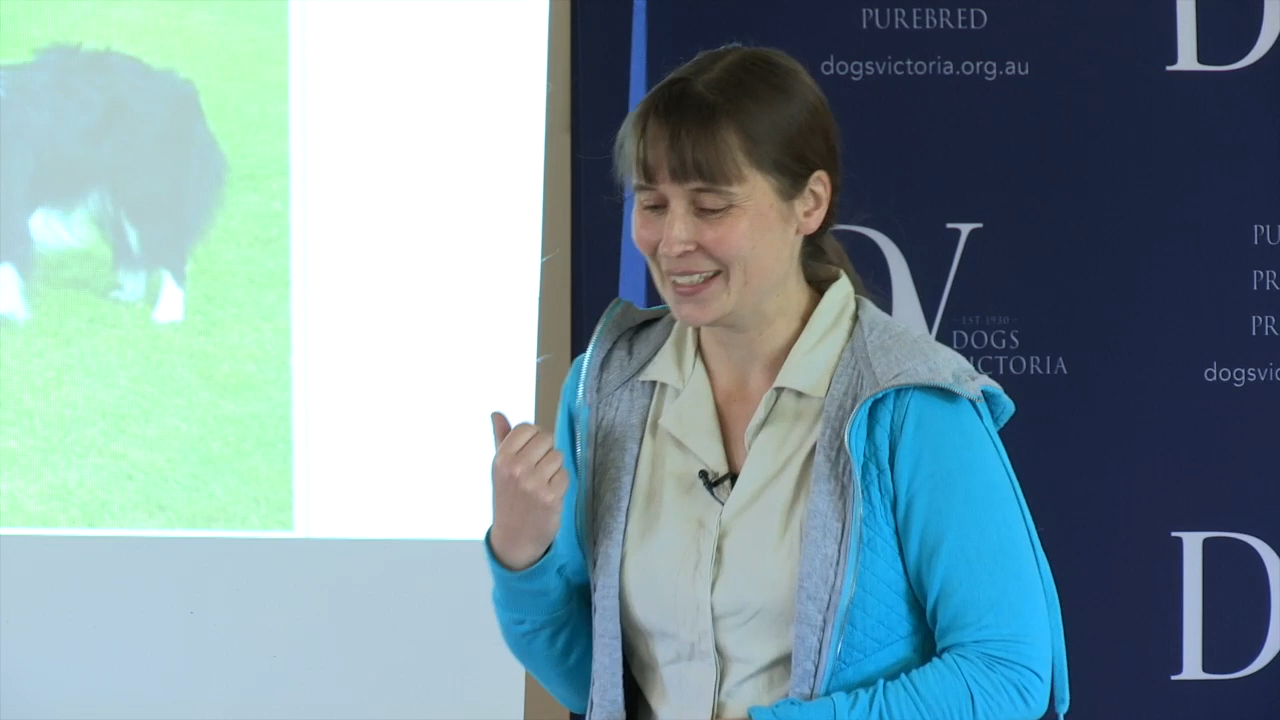 PUREBRED
dogsvictoria.org.au
D
DV
EST 1930
DOGS
VICTORIA
PU
PR
PR
dogsvic
D